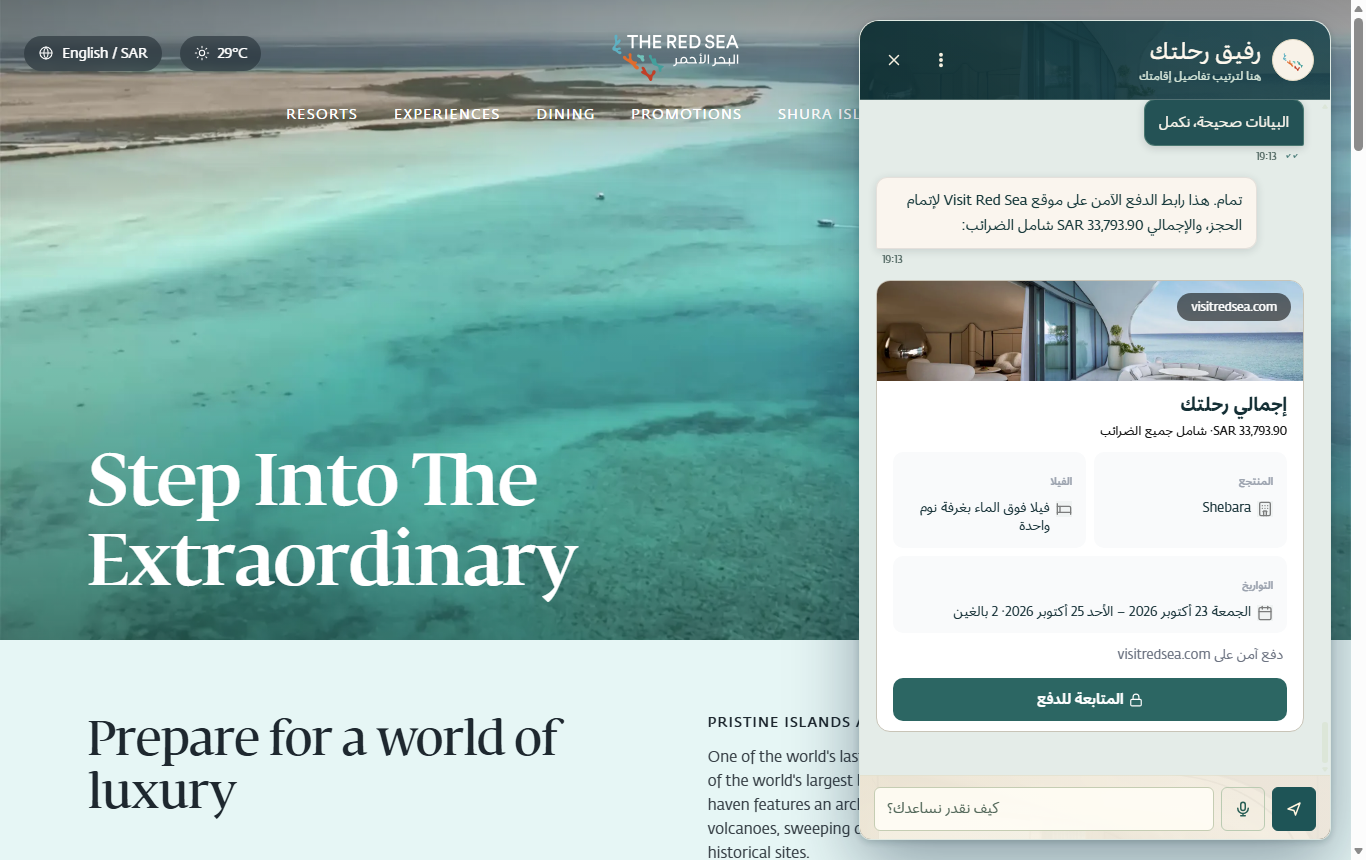 English / SAR
29°C
THE RED SEA
البحر الأحمر
RESORTS
EXPERIENCES
DINING
PROMOTIONS
SHURA ISL
Step Into The
Extraordinary
Prepare for a world of
luxury
PRISTINE ISLANDS
One of the world's las
of the world's largest
haven features an arc
volcanoes, sweeping
historical sites.
رفيق رحلتك
هنا لترتيب تفاصيل إقامتك
البيانات صحيحة، نكمل
19:13
تمام. هذا رابط الدفع الآمن على موقع Visit Red Sea لإتمام
الحجز، والإجمالي SAR 33,793.90 شامل الضرائب:
19:13
visitredsea.com
إجمالي رحلتك
SAR 33,793.90 · شامل جميع الضرائب
المنتجع
Shebara
الفيلا
فيلا فوق الماء بغرفة نوم
واحدة
التواريخ
الجمعة 23 أكتوبر 2026 – الأحد 25 أكتوبر 2026 · 2 بالغين
دفع آمن على visitredsea.com
المتابعة للدفع
كيف نقدر نساعدك؟